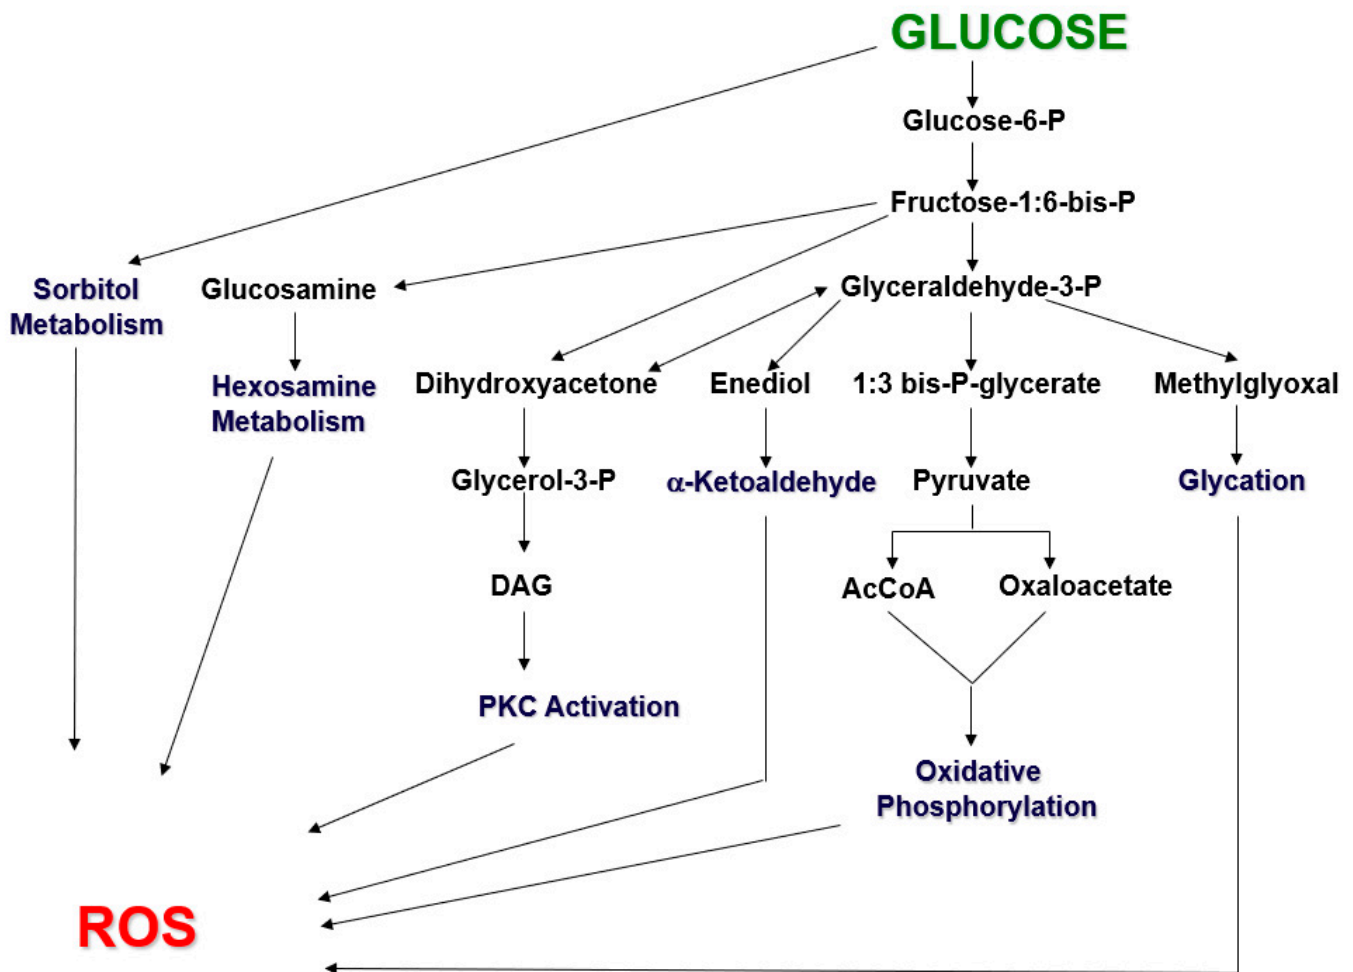 GLUCOSE
Glucose-6-P
Fructose-1:6-bis-P
Sorbitol
Metabolism
Glucosamine
Glyceraldehyde-3-P
Hexosamine
Metabolism
Dihydroxyacetone
Enediol
1:3 bis-P-glycerate
Methylglyoxal
Glycerol-3-P
α-Ketoaldehyde
Pyruvate
Glycation
DAG
AcCoA
Oxaloacetate
PKC Activation
Oxidative
Phosphorylation
ROS